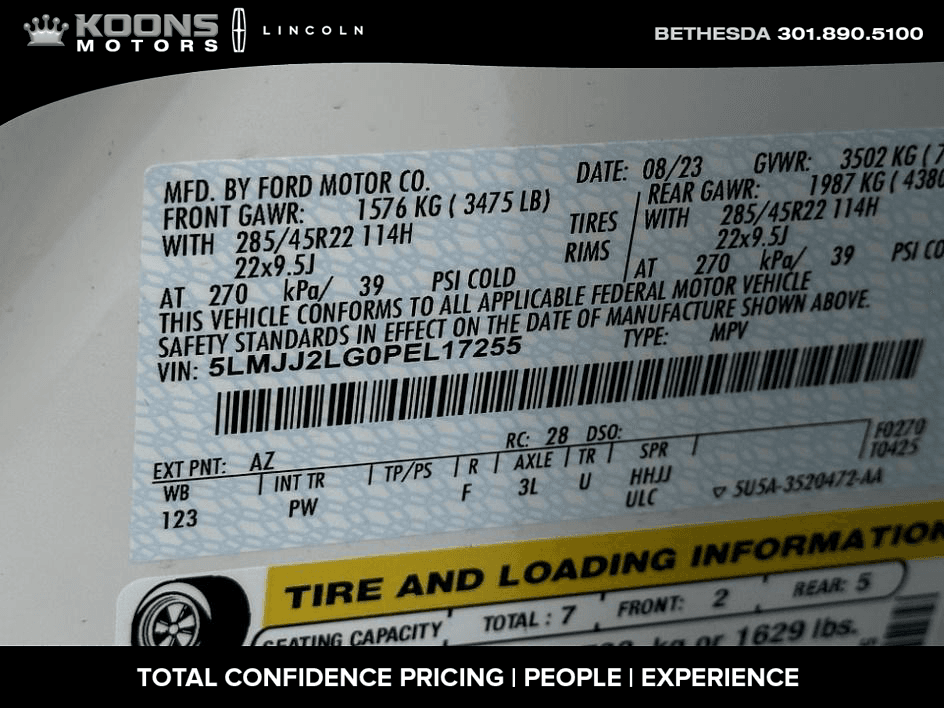 KOONS
MOTORS
LINCOLN
BETHESDA 301.890.5100
MFD. BY FORD MOTOR CO.
DATE: 08/23 GVWR: 3502 KG ( 7
FRONT GAWR: 1576 KG ( 3475 LB)
REAR GAWR: 1987 KG ( 4380
WITH 285/45R22 114H
TIRES
WITH 285/45R22 114H
22x9.5J
RIMS
22x9.5J
AT 270 kPa/ 39 PSI COLD
AT 270 kPa/ 39 PSI CO
THIS VEHICLE CONFORMS TO ALL APPLICABLE FEDERAL MOTOR VEHICLE
SAFETY STANDARDS IN EFFECT ON THE DATE OF MANUFACTURE SHOWN ABOVE.
VIN: 5LMJJ2LG0PEL17255
TYPE: MPV
EXT PNT: AZ
RC: 28 DSO:
F0270
T0425
WB INT TR TP/PS R AXLE TR SPR
123 PW F 3L U HHJJ
ULC
5U5A-3520472-AA
TIRE AND LOADING INFORMATION
SEATING CAPACITY TOTAL : 7 FRONT: 2 REAR: 5
kg or 1629 lbs.
TOTAL CONFIDENCE PRICING | PEOPLE | EXPERIENCE